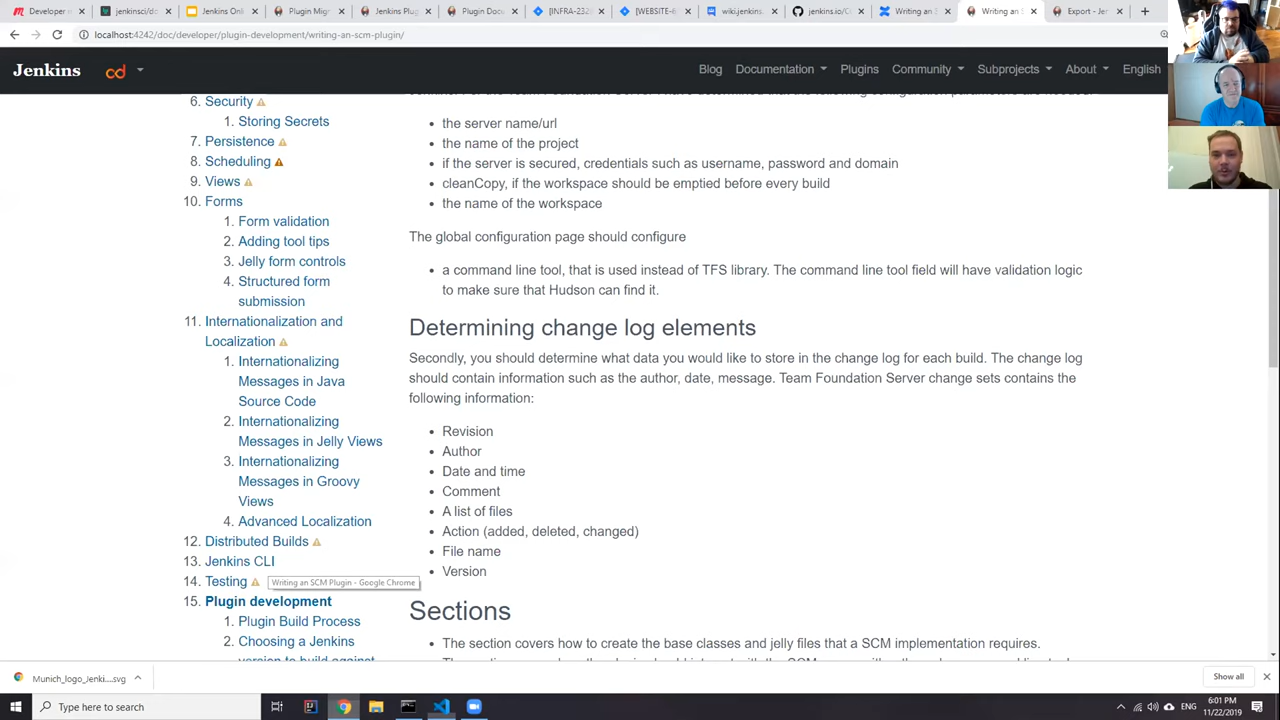 Developer n
jenkinsci/do
Jenkins Onl
Plugin Migr
Jenkins Plug
Plugin Docu
[INFRA-232
[WEBSITE-6
wiki.jenkins
jenkins.io/C
Writing an S
Writing an S
Export - Je
localhost:4242/doc/developer/plugin-development/writing-an-scm-plugin/
Jenkins
cd
Blog
Documentation
Plugins
Community
Subprojects
About
English
6. Security
1. Storing Secrets
7. Persistence
8. Scheduling
9. Views
10. Forms
1. Form validation
2. Adding tool tips
3. Jelly form controls
4. Structured form
submission
11. Internationalization and
Localization
1. Internationalizing
Messages in Java
Source Code
2. Internationalizing
Messages in Jelly Views
3. Internationalizing
Messages in Groovy
Views
4. Advanced Localization
12. Distributed Builds
13. Jenkins CLI
14. Testing
Writing an SCM Plugin - Google Chrome
15. Plugin development
1. Plugin Build Process
2. Choosing a Jenkins
version to build against
the server name/url
the name of the project
if the server is secured, credentials such as username, password and domain
cleanCopy, if the workspace should be emptied before every build
the name of the workspace
The global configuration page should configure
a command line tool, that is used instead of TFS library. The command line tool field will have validation logic
to make sure that Hudson can find it.
Determining change log elements
Secondly, you should determine what data you would like to store in the change log for each build. The change log
should contain information such as the author, date, message. Team Foundation Server change sets contains the
following information:
Revision
Author
Date and time
Comment
A list of files
Action (added, deleted, changed)
File name
Version
Sections
The section covers how to create the base classes and jelly files that a SCM implementation requires.
Munich_logo_Jenki....svg
Show all
Type here to search
ENG
6:01 PM
11/22/2019